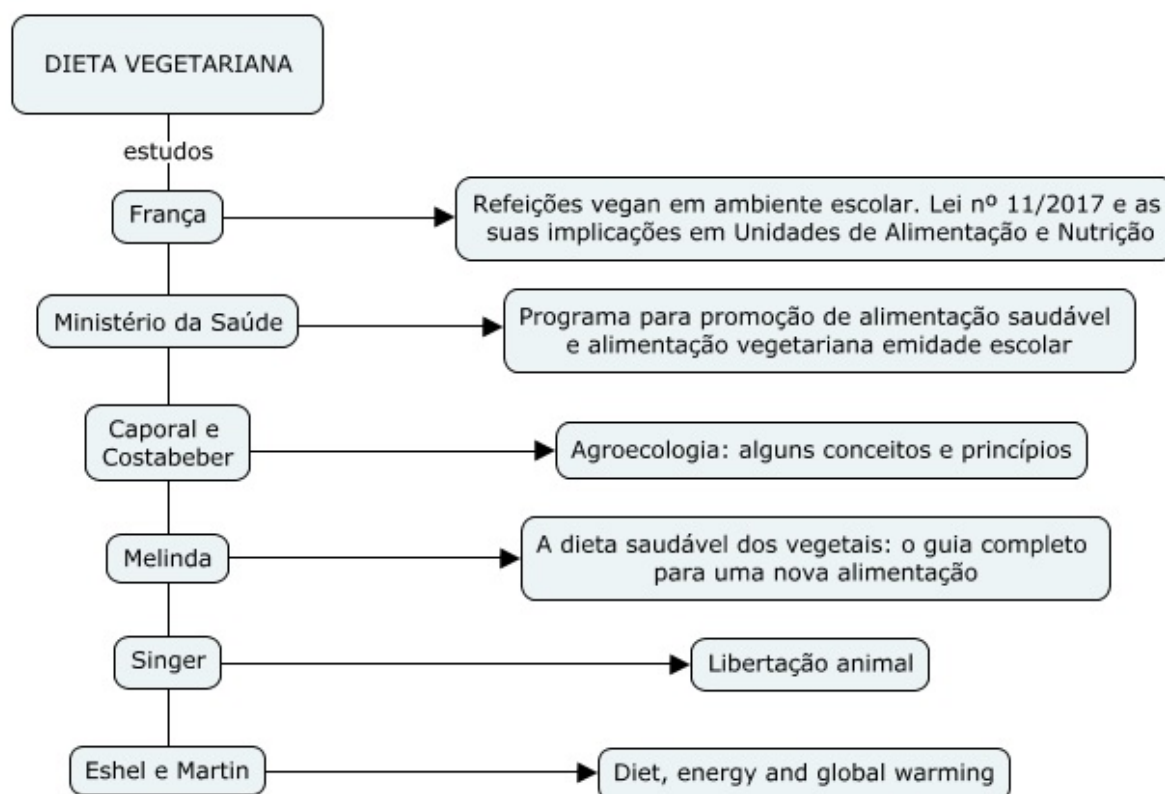 DIETA VEGETARIANA
estudos
França
Refeições vegan em ambiente escolar. Lei nº 11/2017 e as
suas implicações em Unidades de Alimentação e Nutrição
Ministério da Saúde
Programa para promoção de alimentação saudável
e alimentação vegetariana emidade escolar
Caporal e
Costabeber
Agroecologia: alguns conceitos e princípios
Melinda
A dieta saudável dos vegetais: o guia completo
para uma nova alimentação
Singer
Libertação animal
Eshel e Martin
Diet, energy and global warming